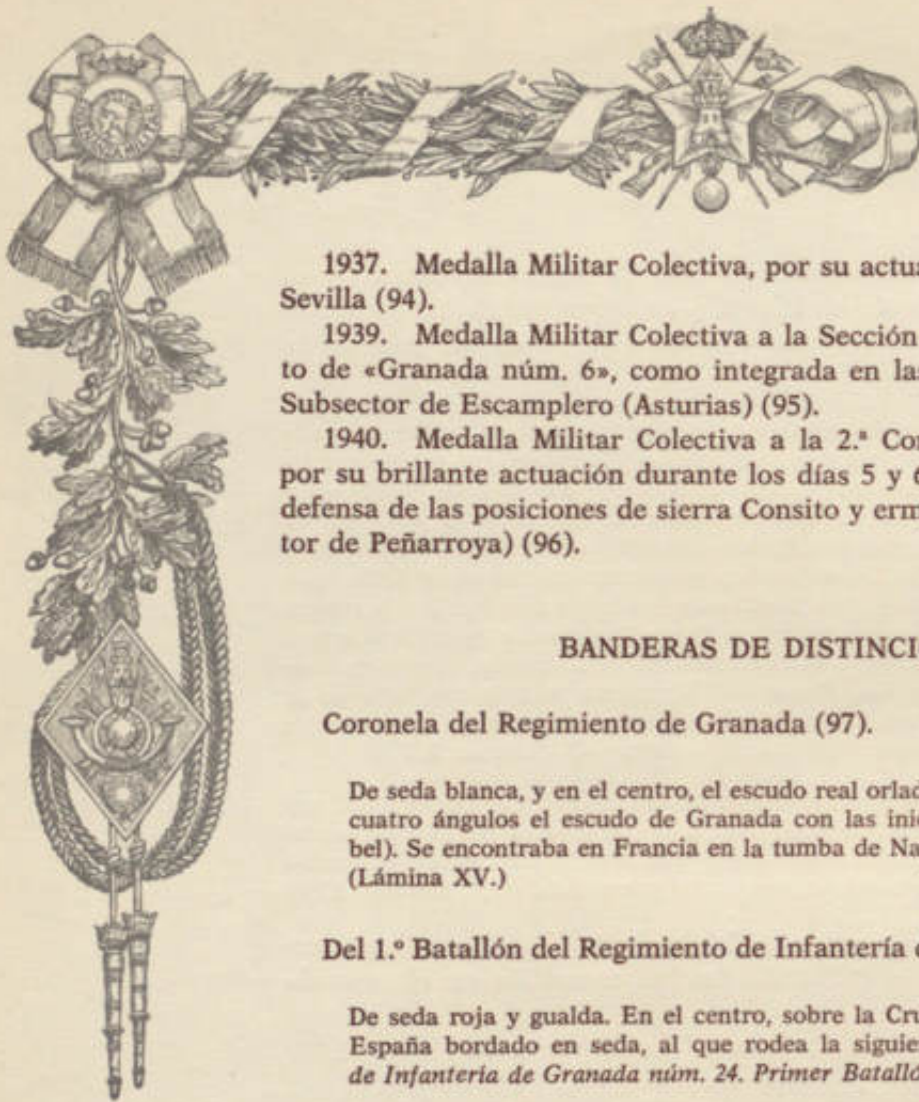 1937. Medalla Militar Colectiva, por su actua
Sevilla (94).
1939. Medalla Militar Colectiva a la Sección
to de «Granada núm. 6», como integrada en las
Subsector de Escamplero (Asturias) (95).
1940. Medalla Militar Colectiva a la 2.ª Co
por su brillante actuación durante los días 5 y 6
defensa de las posiciones de sierra Consito y erm
tor de Peñarroya) (96).
BANDERAS DE DISTINCI
Coronela del Regimiento de Granada (97).
De seda blanca, y en el centro, el escudo real orlad
cuatro ángulos el escudo de Granada con las inic
bel). Se encontraba en Francia en la tumba de Na
(Lámina XV.)
Del 1.º Batallón del Regimiento de Infantería
De seda roja y gualda. En el centro, sobre la Cru
España bordado en seda, al que rodea la siguie
de Infantería de Granada núm. 24. Primer Batalló